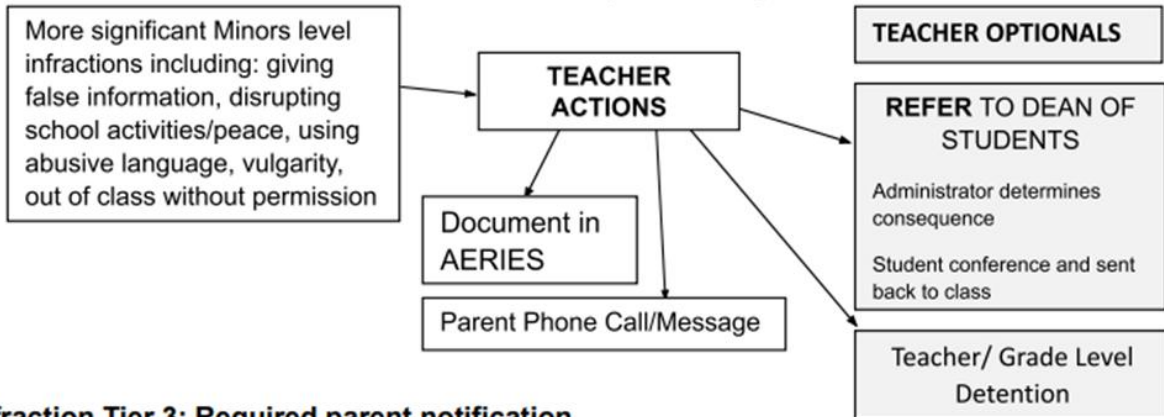 More significant Minors level
infractions including: giving
false information, disrupting
school activities/peace, using
abusive language, vulgarity,
out of class without permission
TEACHER
ACTIONS
Document in
AERIES
Parent Phone Call/Message
TEACHER OPTIONALS
REFER TO DEAN OF
STUDENTS
Administrator determines
consequence
Student conference and sent
back to class
Teacher/ Grade Level
Detention
Tier 3: Required parent notification